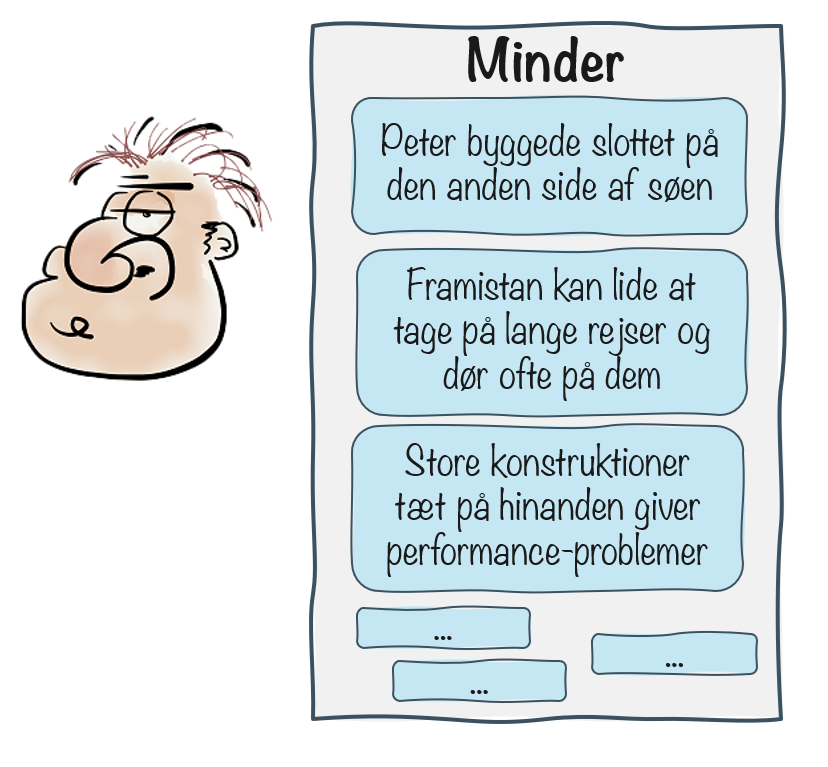 Minder
Peter byggede slottet på
den anden side af søen
Framistan kan lide at
tage på lange rejser og
dør ofte på dem
Store konstruktioner
tæt på hinanden giver
performance-problemer
...
...
...